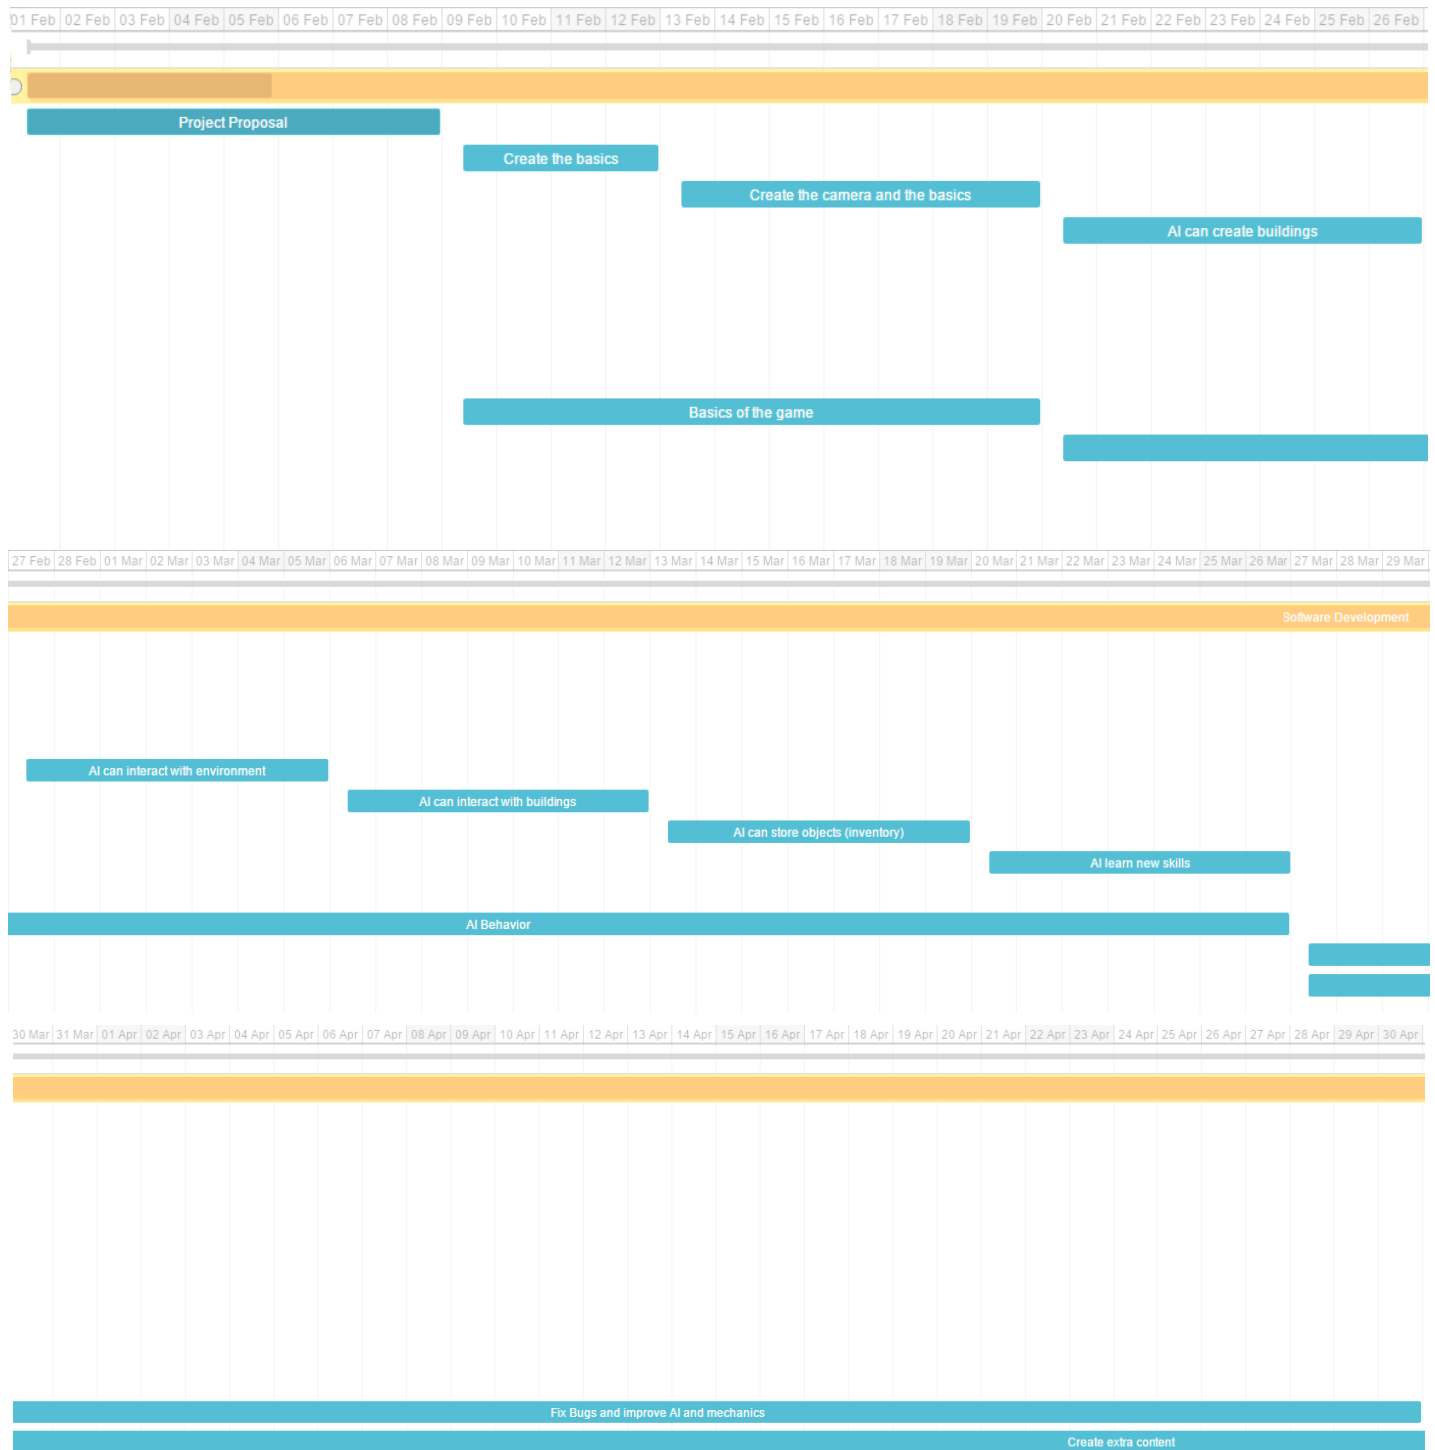 01 Feb 02 Feb 03 Feb 04 Feb 05 Feb 06 Feb 07 Feb 08 Feb 09 Feb 10 Feb 11 Feb 12 Feb 13 Feb 14 Feb 15 Feb 16 Feb 17 Feb 18 Feb 19 Feb 20 Feb 21 Feb 22 Feb 23 Feb 24 Feb 25 Feb 26 Feb
Project Proposal
Create the basics
Create the camera and the basics
AI can create buildings
Basics of the game
27 Feb 28 Feb 01 Mar 02 Mar 03 Mar 04 Mar 05 Mar 06 Mar 07 Mar 08 Mar 09 Mar 10 Mar 11 Mar 12 Mar 13 Mar 14 Mar 15 Mar 16 Mar 17 Mar 18 Mar 19 Mar 20 Mar 21 Mar 22 Mar 23 Mar 24 Mar 25 Mar 26 Mar 27 Mar 28 Mar 29 Mar
Software Development
AI can interact with environment
AI can interact with buildings
AI can store objects (inventory)
AI learn new skills
AI Behavior
30 Mar 31 Mar 01 Apr 02 Apr 03 Apr 04 Apr 05 Apr 06 Apr 07 Apr 08 Apr 09 Apr 10 Apr 11 Apr 12 Apr 13 Apr 14 Apr 15 Apr 16 Apr 17 Apr 18 Apr 19 Apr 20 Apr 21 Apr 22 Apr 23 Apr 24 Apr 25 Apr 26 Apr 27 Apr 28 Apr 29 Apr 30 Apr
Fix Bugs and improve AI and mechanics
Create extra content